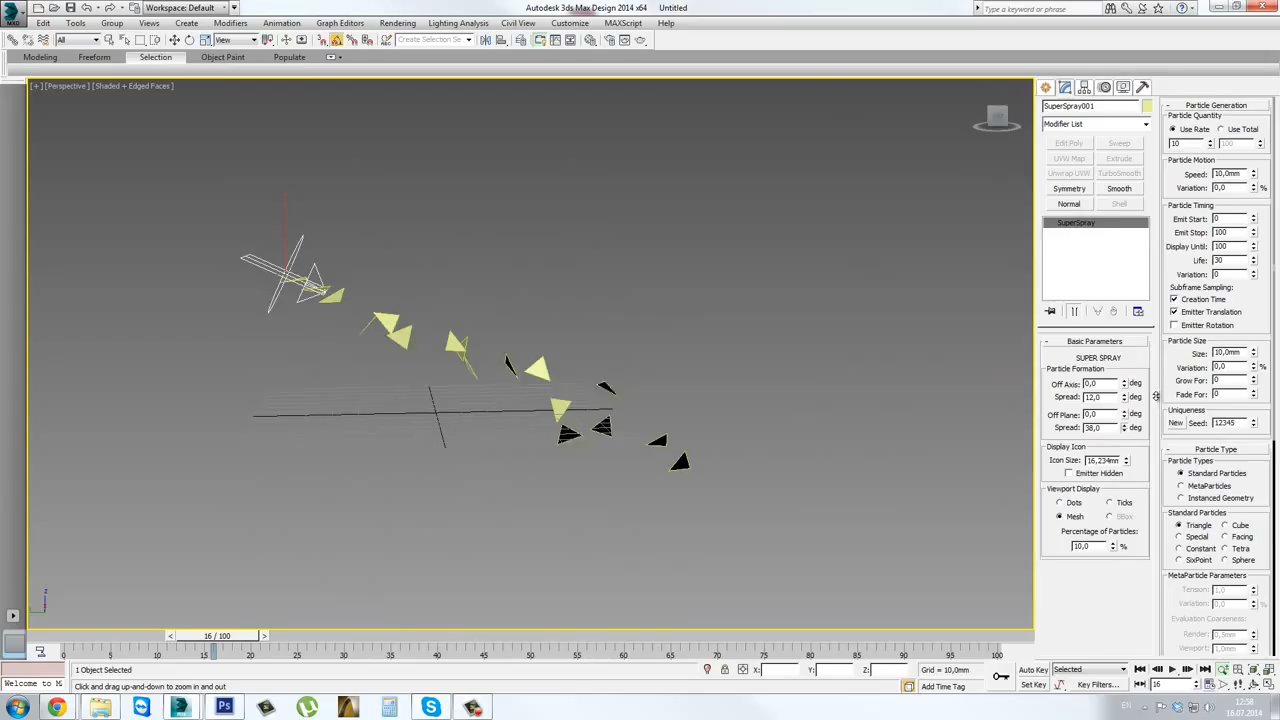 Workspace: Default
Autodesk 3ds Max Design 2014 x64 Untitled
Type a keyword or phrase
Edit Tools Group Views Create Modifiers Animation Graph Editors Rendering Lighting Analysis Civil View Customize MAXScript Help
All
View
Create Selection Se
Modeling Freeform Selection Object Paint Populate
[+] [Perspective] [Shaded + Edged Faces]
SuperSpray001
Modifier List
Edit Poly Sweep
UVW Map Extrude
Unwrap UVW TurboSmooth
Symmetry Smooth
Normal Shell
SuperSpray
Basic Parameters
SUPER SPRAY
Particle Formation
Off Axis: 0,0 deg
Spread: 12,0 deg
Off Plane: 0,0 deg
Spread: 38,0 deg
Display Icon
Icon Size: 16,234mm
Emitter Hidden
Viewport Display
Dots Ticks
Mesh BBox
Percentage of Particles:
10,0 %
Particle Generation
Particle Quantity
Use Rate Use Total
10 100
Particle Motion
Speed: 10,0mm
Variation: 0,0 %
Particle Timing
Emit Start: 0
Emit Stop: 100
Display Until: 100
Life: 30
Variation: 0
Subframe Sampling:
Creation Time
Emitter Translation
Emitter Rotation
Particle Size
Size: 10,0mm
Variation: 0,0 %
Grow For: 0
Fade For: 0
Uniqueness
New Seed: 12345
Particle Type
Particle Types
Standard Particles
MetaParticles
Instanced Geometry
Standard Particles
Triangle Cube
Special Facing
Constant Tetra
SixPoint Sphere
MetaParticle Parameters
Tension: 1,0
Variation: 0,0 %
Evaluation Coarseness:
Render: 0,5mm
Viewport: 1,0mm
z
< 16 / 100 >
0 5 10 15 20 25 30 35 40 45 50 55 60 65 70 75 80 85 90 95 100
1 Object Selected
X: Y: Z: Grid = 10,0mm
Auto Key Selected
Welcome to M
Click and drag up-and-down to zoom in and out
Add Time Tag
Set Key Key Filters...
16
EN
12:58
16.07.2014